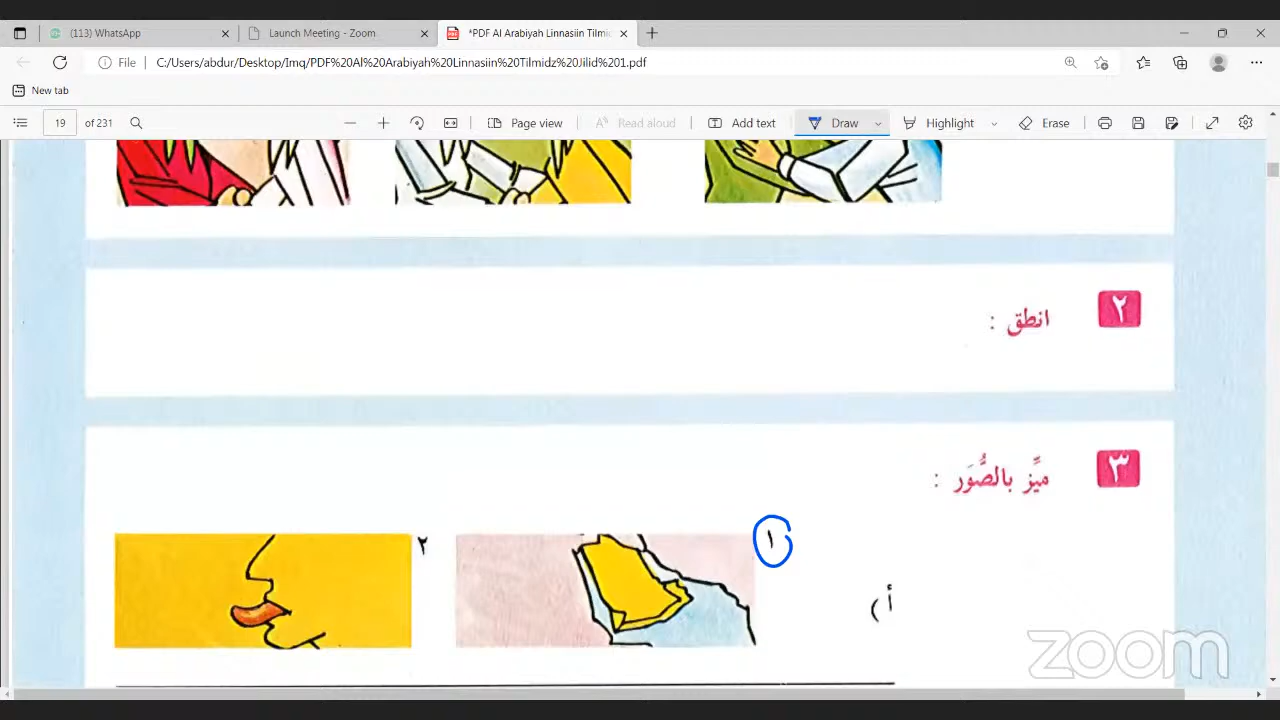 (113) WhatsApp
Launch Meeting - Zoom
*PDF Al Arabiyah Linnasiin Tilmi
File
C:/Users/abdur/Desktop/Imq/PDF%20Al%20Arabiyah%20Linnasiin%20Tilmidz%20Jilid%201.pdf
New tab
19 of 231
Page view
Read aloud
Add text
Draw
Highlight
Erase
٢ انطق :
٣ ميِّز بالصُّوَر :
١
٢
أ )
zoom